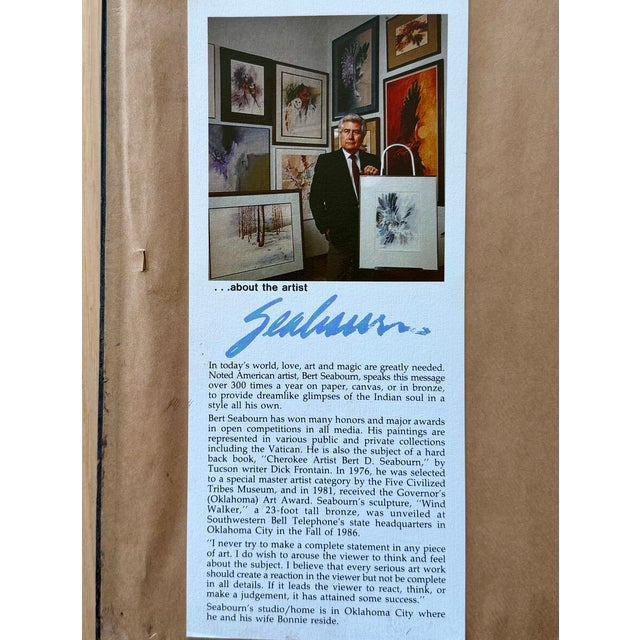 . . .about the artist
Seabourn
In today's world, love, art and magic are greatly needed.
Noted American artist, Bert Seabourn, speaks this message
over 300 times a year on paper, canvas, or in bronze,
to provide dreamlike glimpses of the Indian soul in a
style all his own.
Bert Seabourn has won many honors and major awards
in open competitions in all media. His paintings are
represented in various public and private collections
including the Vatican. He is also the subject of a hard
back book, "Cherokee Artist Bert D. Seabourn," by
Tucson writer Dick Frontain. In 1976, he was selected
to a special master artist category by the Five Civilized
Tribes Museum, and in 1981, received the Governor's
(Oklahoma) Art Award. Seabourn's sculpture, "Wind
Walker," a 23-foot tall bronze, was unveiled at
Southwestern Bell Telephone's state headquarters in
Oklahoma City in the Fall of 1986.
"I never try to make a complete statement in any piece
of art. I do wish to arouse the viewer to think and feel
about the subject. I believe that every serious art work
should create a reaction in the viewer but not be complete
in all details. If it leads the viewer to react, think, or
make a judgement, it has attained some success."
Seabourn's studio/home is in Oklahoma City where
he and his wife Bonnie reside.